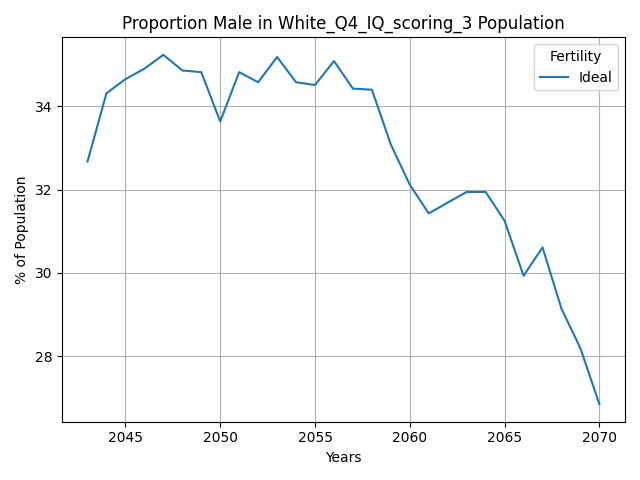 Proportion Male in White_Q4_IQ_scoring_3 Population
Fertility
Ideal
% of Population
34
32
30
28
2045 2050 2055 2060 2065 2070
Years